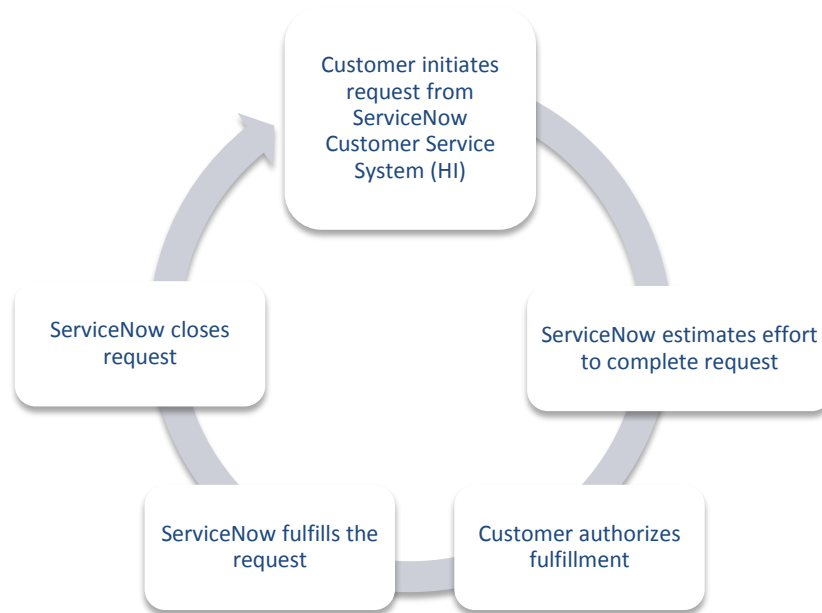 Customer initiates
request from
ServiceNow
Customer Service
System (HI)
ServiceNow estimates effort
to complete request
Customer authorizes
fulfillment
ServiceNow fulfills the
request
ServiceNow closes
request